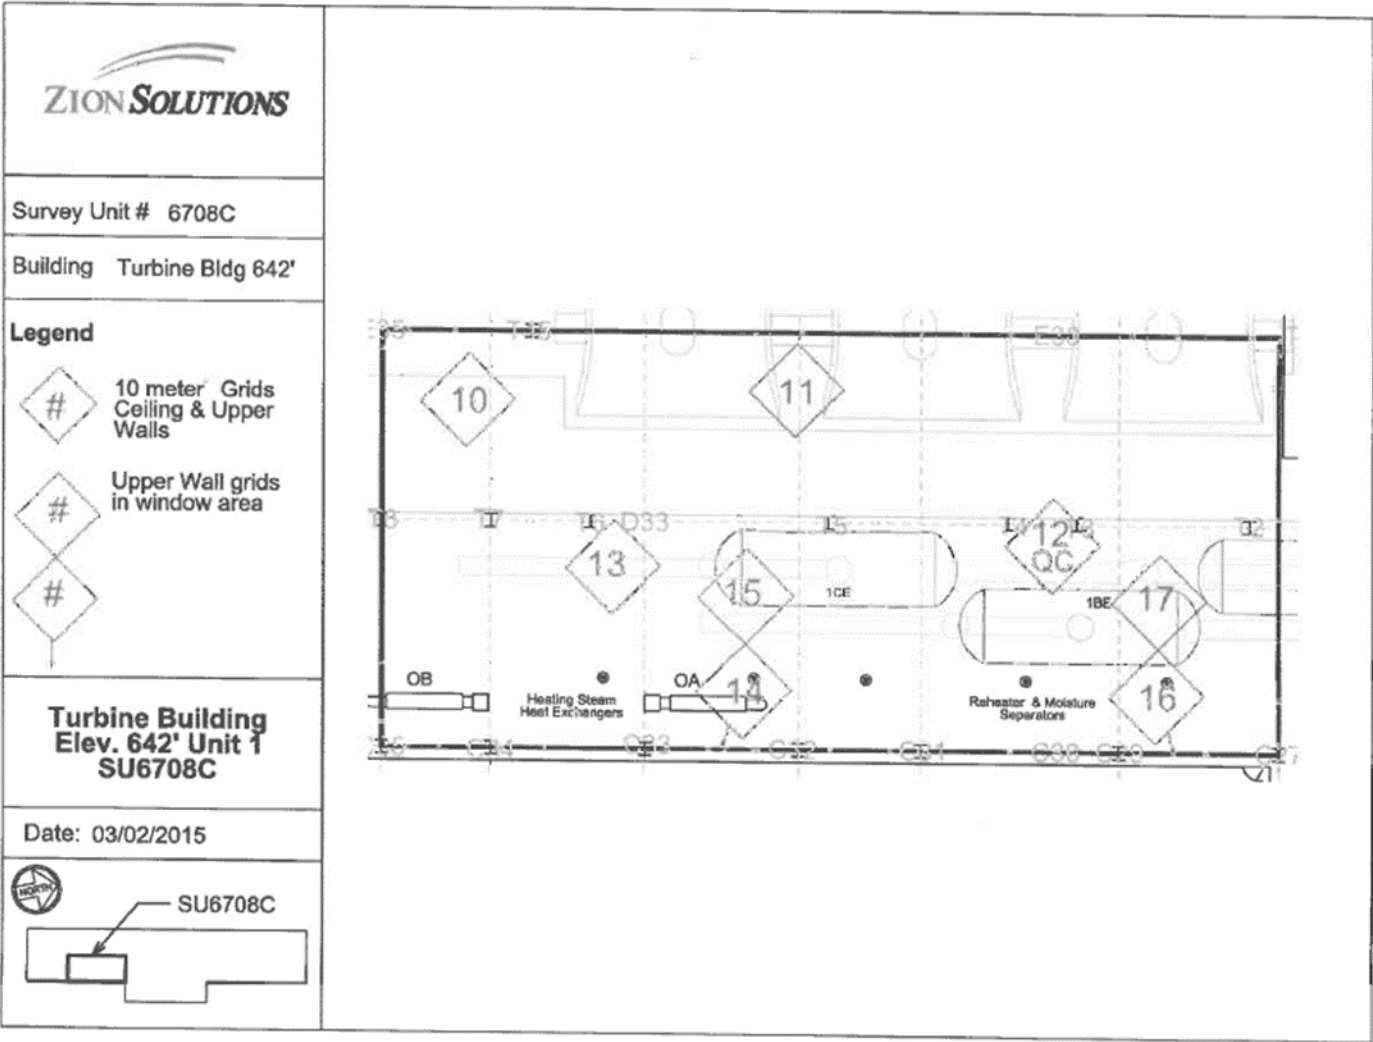 ZION SOLUTIONS
Survey Unit # 6708C
Building Turbine Bldg 642'
Legend
#
10 meter Grids
Ceiling & Upper
Walls
#
Upper Wall grids
in window area
#
Turbine Building
Elev. 642' Unit 1
SU6708C
Date: 03/02/2015
NORTH
SU6708C
10
11
T7
D33
12
QC
13
15
1CE
17
1BE
OB
OA
14
16
Heating Steam
Heat Exchangers
Reheater & Moisture
Separators